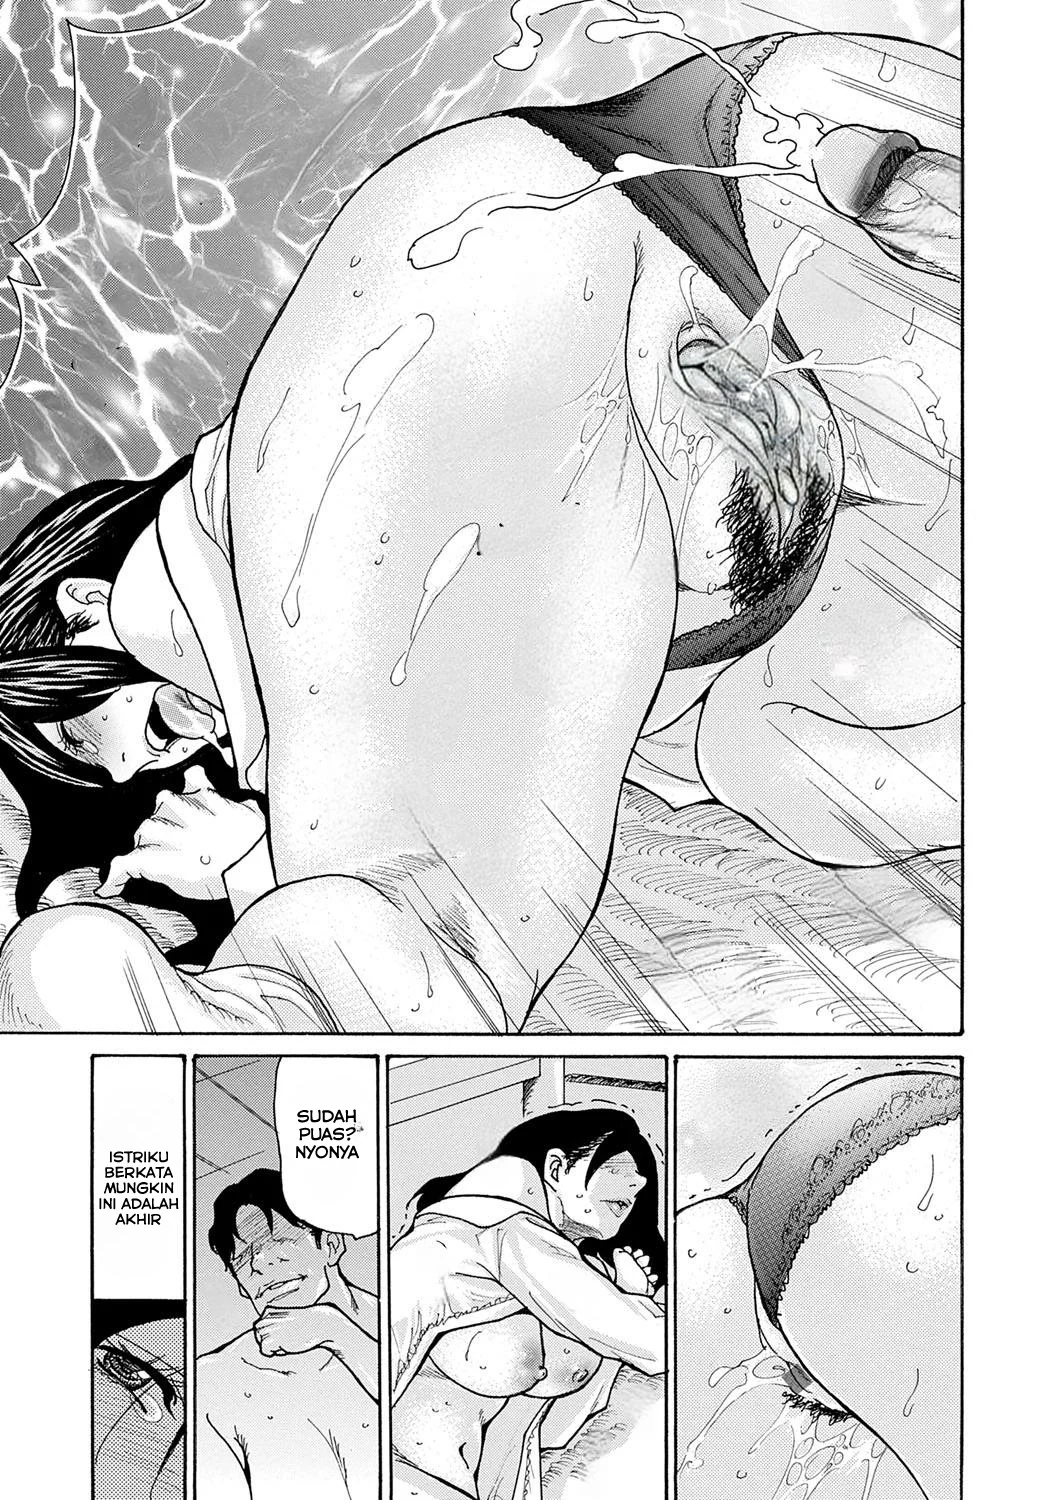 SUDAH
PUAS?
NYONYA
ISTRIKU
BERKATA
MUNGKIN
INI ADALAH
AKHIR